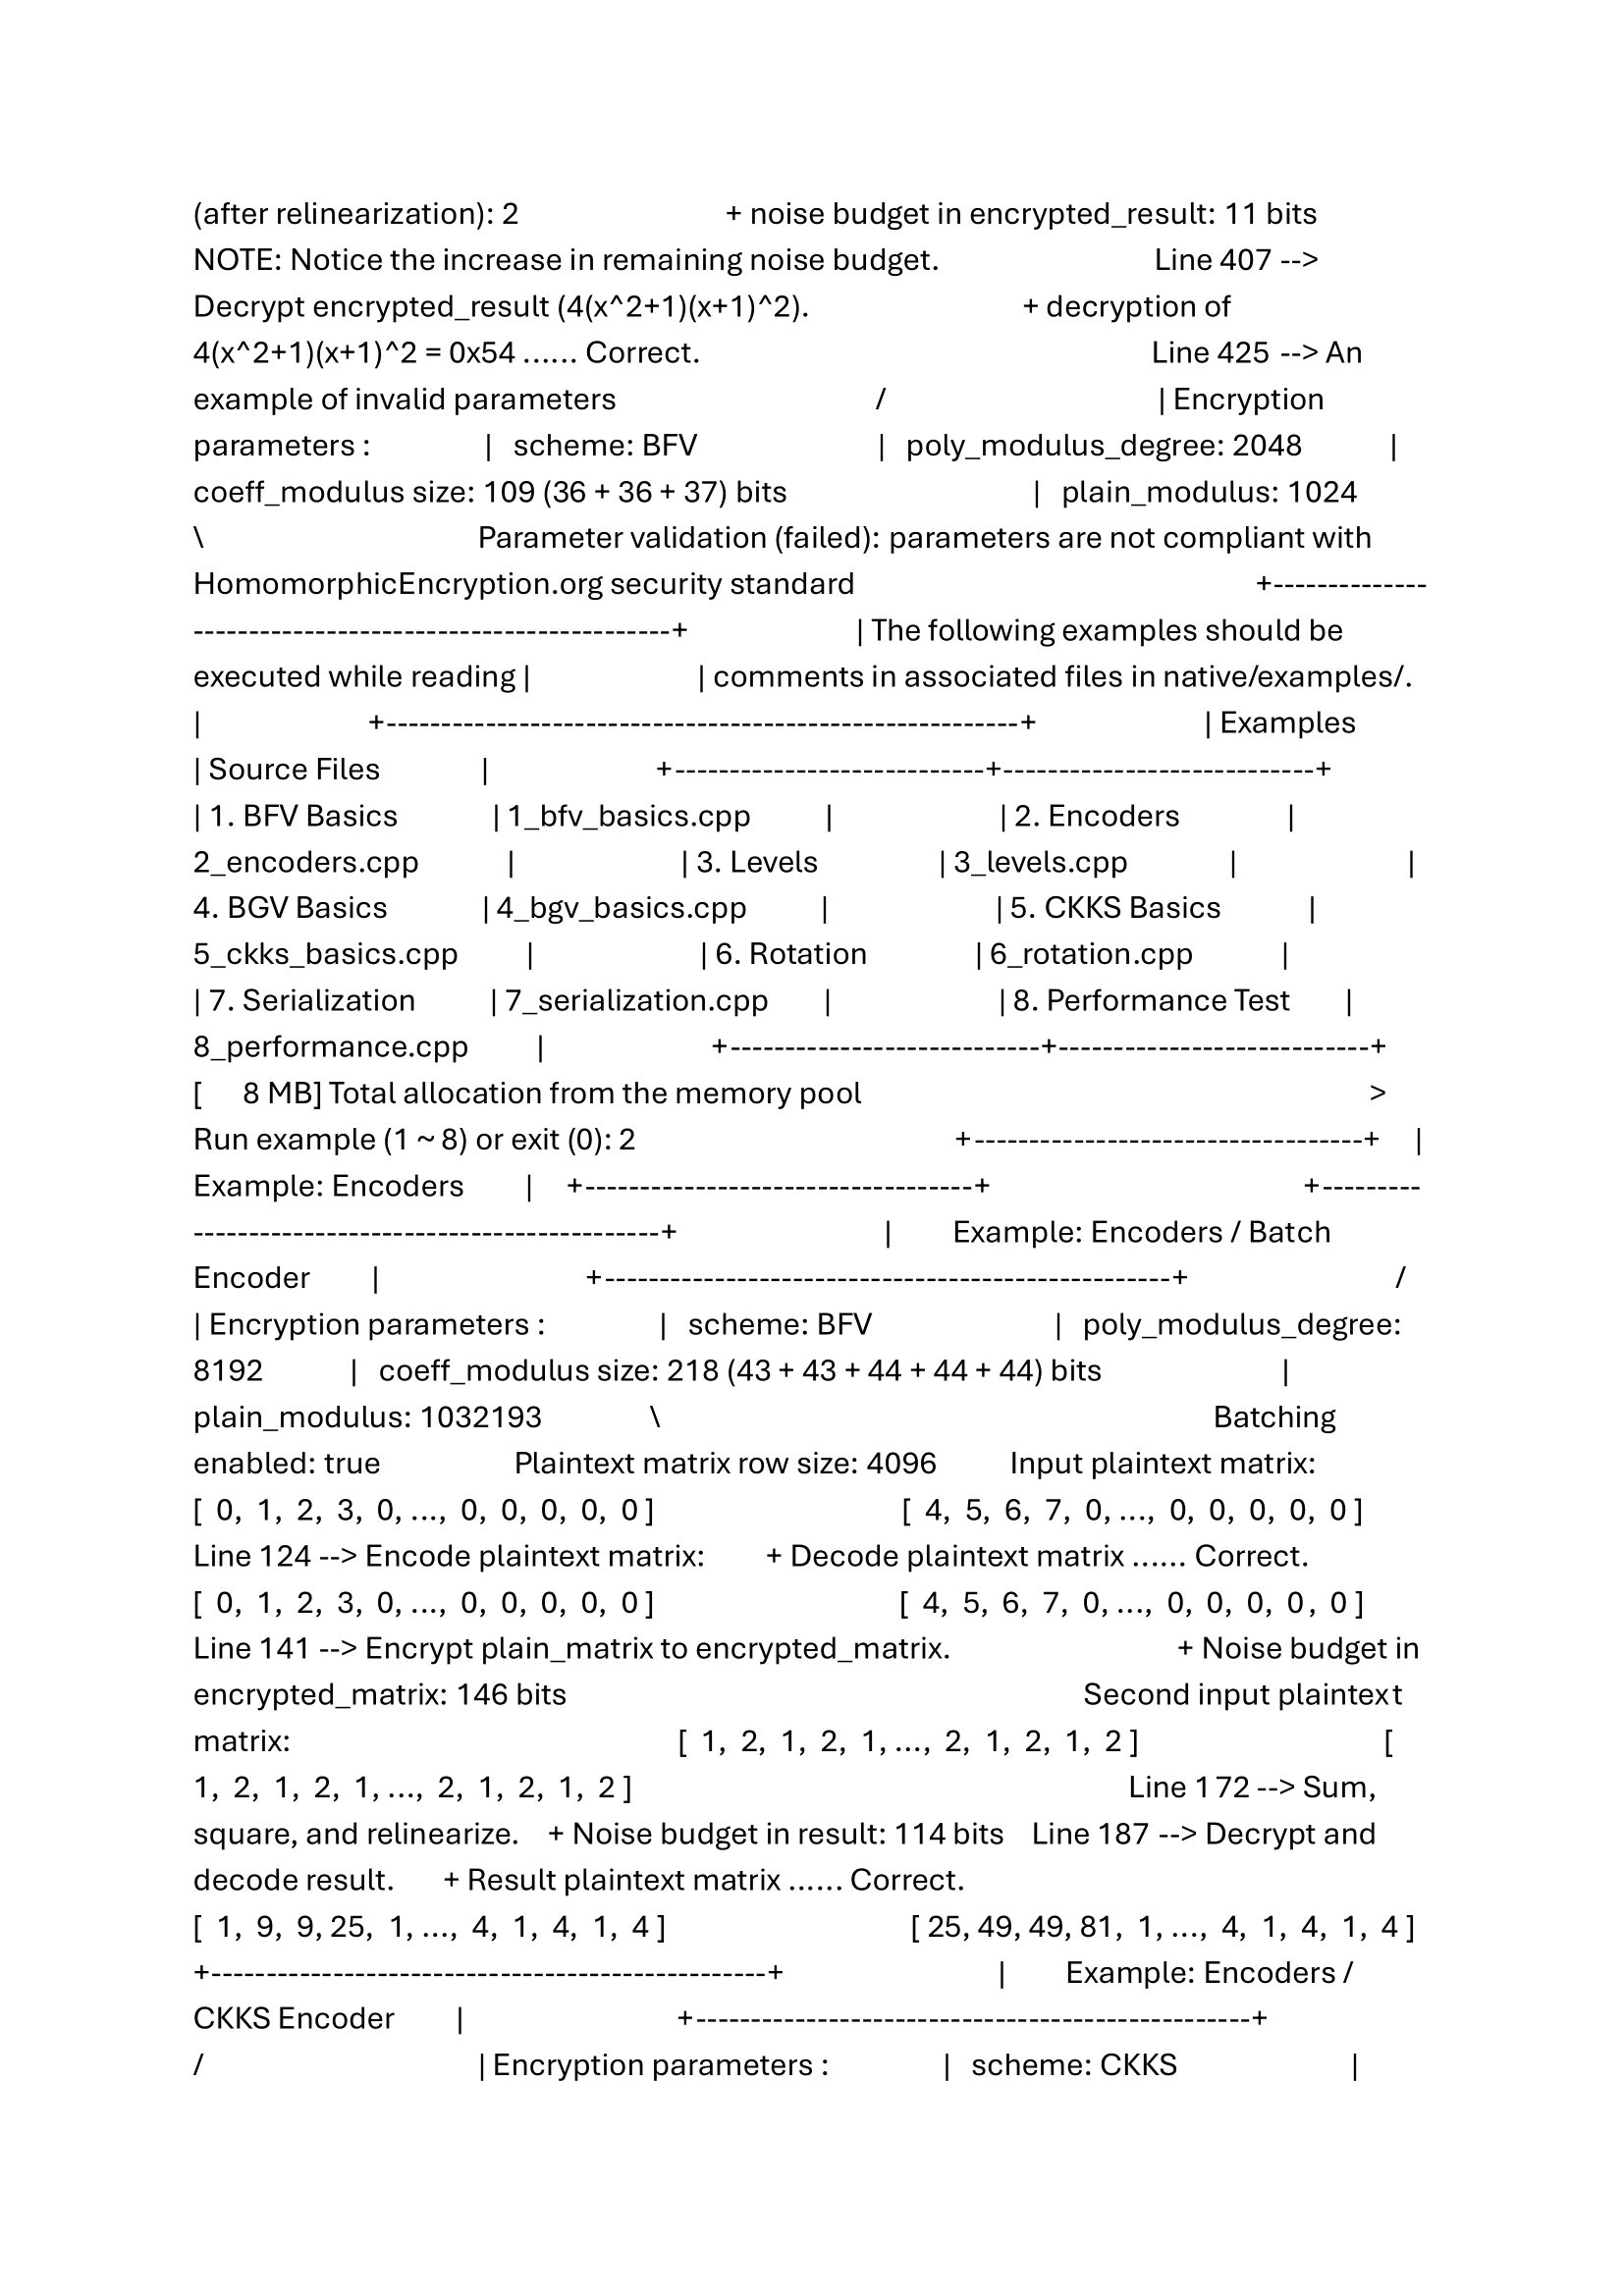 (after relinearization): 2 + noise budget in encrypted_result: 11 bits
NOTE: Notice the increase in remaining noise budget. Line 407 -->
Decrypt encrypted_result (4(x^2+1)(x+1)^2). + decryption of
4(x^2+1)(x+1)^2 = 0x54 ...... Correct. Line 425 --> An
example of invalid parameters / | Encryption
parameters : | scheme: BFV | poly_modulus_degree: 2048 |
coeff_modulus size: 109 (36 + 36 + 37) bits | plain_modulus: 1024
\ Parameter validation (failed): parameters are not compliant with
HomomorphicEncryption.org security standard +--------------
-------------------------------------------+ | The following examples should be
executed while reading | | comments in associated files in native/examples/.
| +---------------------------------------------------------+ | Examples
| Source Files | +----------------------------+----------------------------+
| 1. BFV Basics | 1_bfv_basics.cpp | | 2. Encoders |
2_encoders.cpp | | 3. Levels | 3_levels.cpp | |
4. BGV Basics | 4_bgv_basics.cpp | | 5. CKKS Basics |
5_ckks_basics.cpp | | 6. Rotation | 6_rotation.cpp |
| 7. Serialization | 7_serialization.cpp | | 8. Performance Test |
8_performance.cpp | +----------------------------+----------------------------+
[ 8 MB] Total allocation from the memory pool >
Run example (1 ~ 8) or exit (0): 2 +-----------------------------------+ |
Example: Encoders | +-----------------------------------+ +---------
------------------------------------------+ | Example: Encoders / Batch
Encoder | +---------------------------------------------------+ /
| Encryption parameters : | scheme: BFV | poly_modulus_degree:
8192 | coeff_modulus size: 218 (43 + 43 + 44 + 44 + 44) bits |
plain_modulus: 1032193 \ Batching
enabled: true Plaintext matrix row size: 4096 Input plaintext matrix:
[ 0, 1, 2, 3, 0, ..., 0, 0, 0, 0, 0 ] [ 4, 5, 6, 7, 0, ..., 0, 0, 0, 0, 0 ]
Line 124 --> Encode plaintext matrix: + Decode plaintext matrix ...... Correct.
[ 0, 1, 2, 3, 0, ..., 0, 0, 0, 0, 0 ] [ 4, 5, 6, 7, 0, ..., 0, 0, 0, 0, 0 ]
Line 141 --> Encrypt plain_matrix to encrypted_matrix. + Noise budget in
encrypted_matrix: 146 bits Second input plaintext
matrix: [ 1, 2, 1, 2, 1, ..., 2, 1, 2, 1, 2 ] [
1, 2, 1, 2, 1, ..., 2, 1, 2, 1, 2 ] Line 172 --> Sum,
square, and relinearize. + Noise budget in result: 114 bits Line 187 --> Decrypt and
decode result. + Result plaintext matrix ...... Correct.
[ 1, 9, 9, 25, 1, ..., 4, 1, 4, 1, 4 ] [ 25, 49, 49, 81, 1, ..., 4, 1, 4, 1, 4 ]
+--------------------------------------------------+ | Example: Encoders /
CKKS Encoder | +--------------------------------------------------+
/ | Encryption parameters : | scheme: CKKS |